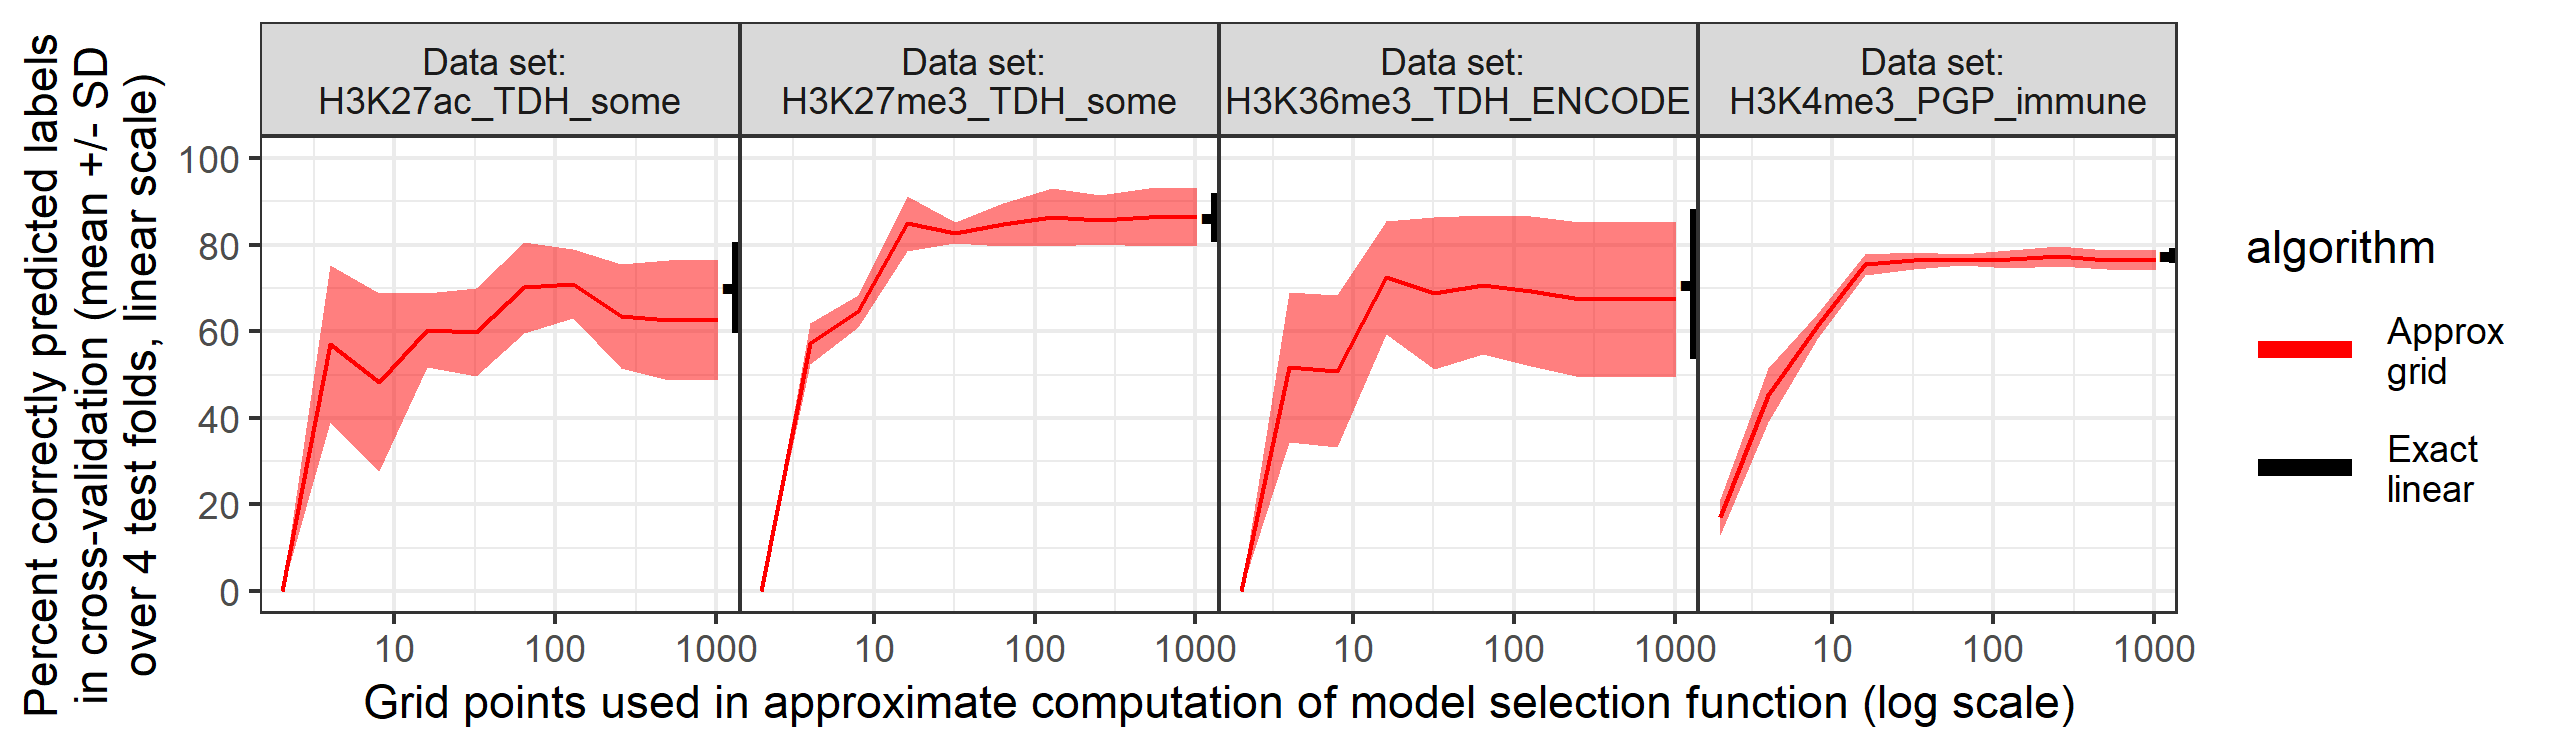 Percent correctly predicted labels
in cross-validation (mean +/- SD
over 4 test folds, linear scale)
Data set:
H3K27ac_TDH_some
Data set:
H3K27me3_TDH_some
Data set:
H3K36me3_TDH_ENCODE
Data set:
H3K4me3_PGP_immune
100
80
60
40
20
0
10 100 1000 10 100 1000 10 100 1000 10 100 1000
Grid points used in approximate computation of model selection function (log scale)
algorithm
Approx
grid
Exact
linear